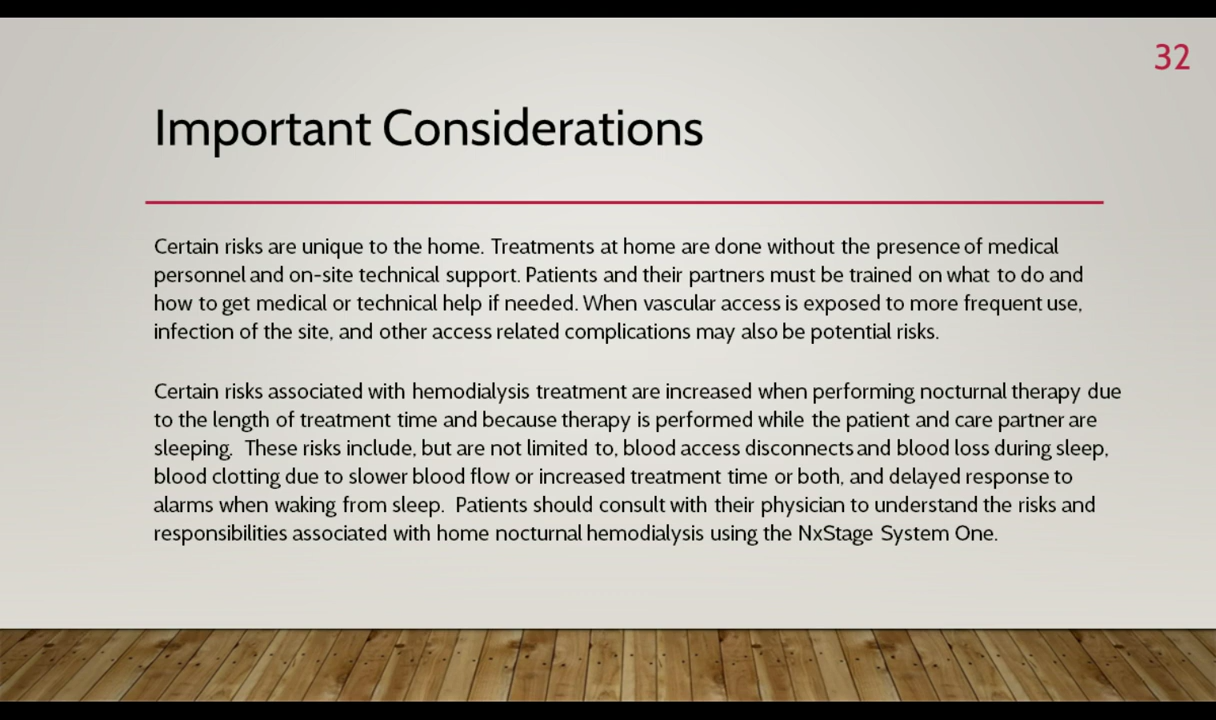 32
Important Considerations
Certain risks are unique to the home. Treatments at home are done without the presence of medical
personnel and on-site technical support. Patients and their partners must be trained on what to do and
how to get medical or technical help if needed. When vascular access is exposed to more frequent use,
infection of the site, and other access related complications may also be potential risks.
Certain risks associated with hemodialysis treatment are increased when performing nocturnal therapy due
to the length of treatment time and because therapy is performed while the patient and care partner are
sleeping. These risks include, but are not limited to, blood access disconnects and blood loss during sleep,
blood clotting due to slower blood flow or increased treatment time or both, and delayed response to
alarms when waking from sleep. Patients should consult with their physician to understand the risks and
responsibilities associated with home nocturnal hemodialysis using the NxStage System One.